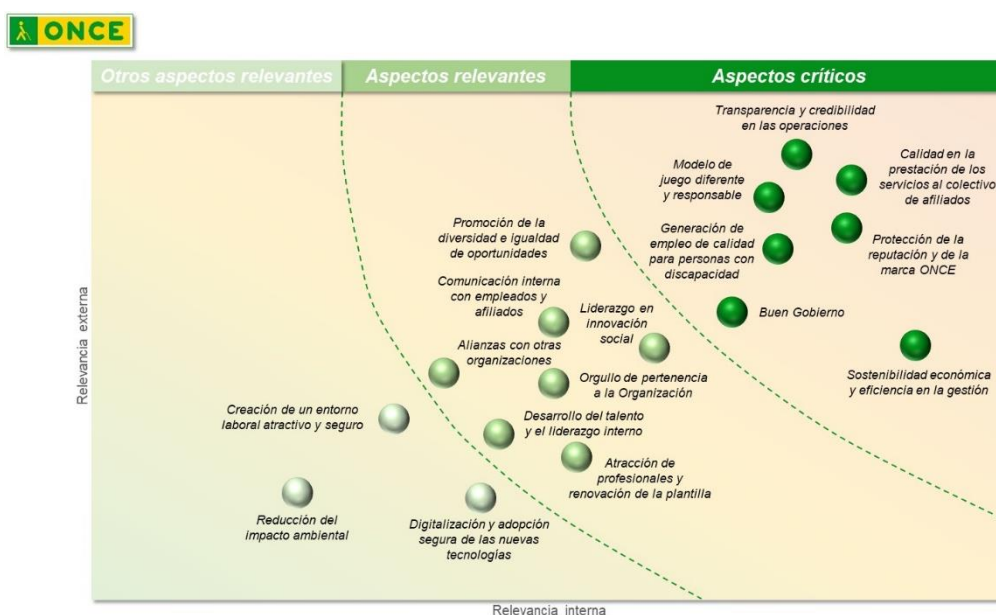 ONCE
Otros aspectos relevantes
Aspectos relevantes
Aspectos críticos
Transparencia y credibilidad
en las operaciones
Calidad en la
prestación de los
servicios al colectivo
de afiliados
Modelo de
juego diferente
y responsable
Promoción de la
diversidad e igualdad
de oportunidades
Generación de
empleo de calidad
para personas con
discapacidad
Protección de la
reputación y de la
marca ONCE
Comunicación interna
con empleados y
afiliados
Liderazgo en
innovación
social
Buen Gobierno
Alianzas con otras
organizaciones
Orgullo de pertenencia
a la Organización
Sostenibilidad económica
y eficiencia en la gestión
Creación de un entorno
laboral atractivo y seguro
Desarrollo del talento
y el liderazgo interno
Atracción de
profesionales y
renovación de la plantilla
Reducción del
impacto ambiental
Digitalización y adopción
segura de las nuevas
tecnologías
Relevancia externa
Relevancia interna